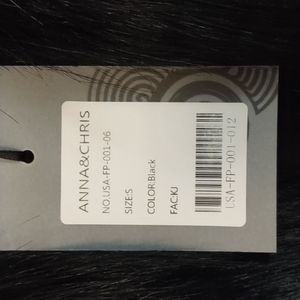 ANNA&CHRIS
NO.USA-FP-001-06
SIZE:S
COLOR:Black
FAC:KJ
USA-FP-001-012